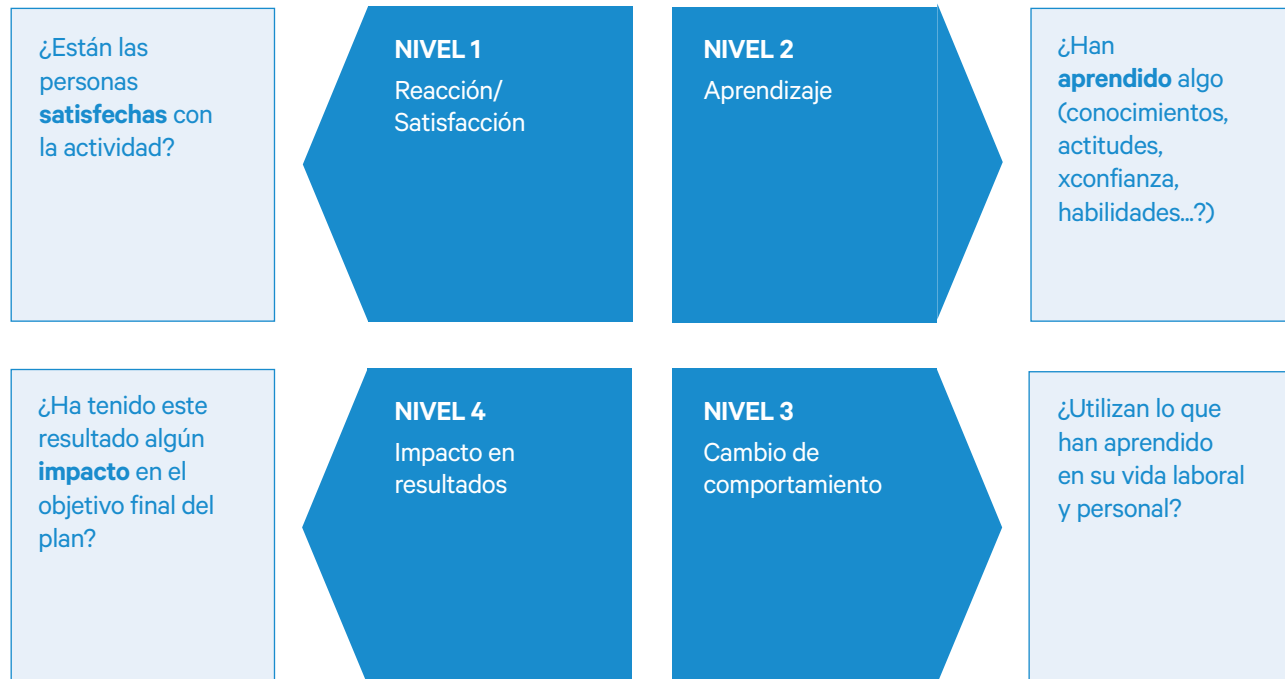 ¿Están las
personas
satisfechas con
la actividad?
NIVEL 1
Reacción/
Satisfacción
NIVEL 2
Aprendizaje
¿Han
aprendido algo
(conocimientos,
actitudes,
xconfianza,
habilidades...?)
¿Ha tenido este
resultado algún
impacto en el
objetivo final del
plan?
NIVEL 4
Impacto en
resultados
NIVEL 3
Cambio de
comportamiento
¿Utilizan lo que
han aprendido
en su vida laboral
y personal?